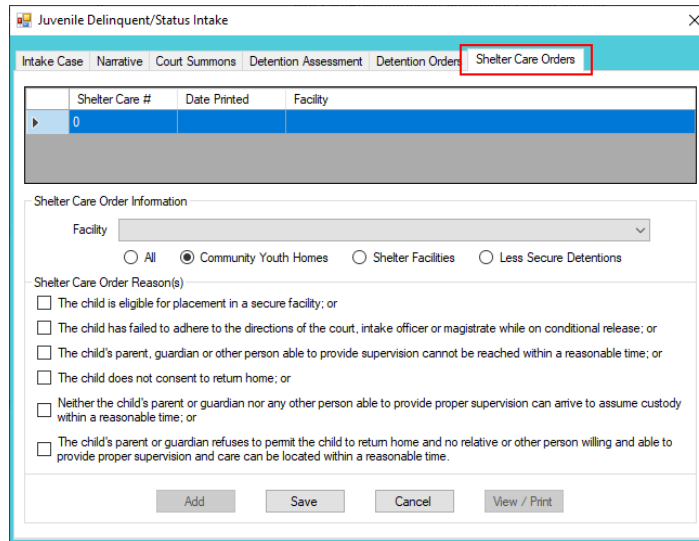 Juvenile Delinquent/Status Intake
Intake Case Narrative Court Summons Detention Assessment Detention Orders Shelter Care Orders
Shelter Care # Date Printed Facility
0
Shelter Care Order Information
Facility
All Community Youth Homes Shelter Facilities Less Secure Detentions
Shelter Care Order Reason(s)
The child is eligible for placement in a secure facility; or
The child has failed to adhere to the directions of the court, intake officer or magistrate while on conditional release; or
The child's parent, guardian or other person able to provide supervision cannot be reached within a reasonable time; or
The child does not consent to return home; or
Neither the child's parent or guardian nor any other person able to provide proper supervision can arrive to assume custody
within a reasonable time; or
The child's parent or guardian refuses to permit the child to return home and no relative or other person willing and able to
provide proper supervision and care can be located within a reasonable time.
Add Save Cancel View / Print